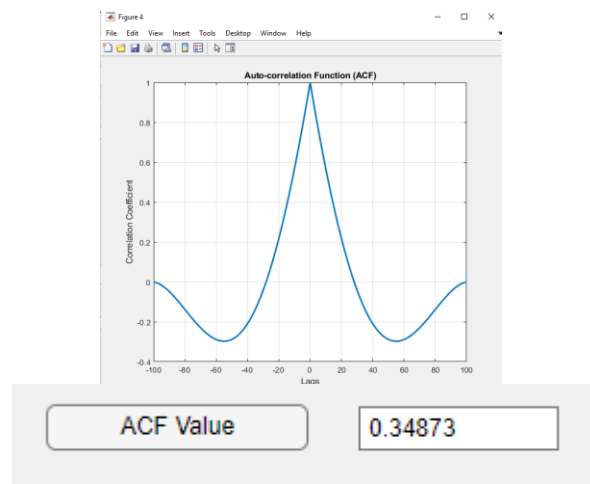 Figure 4
File Edit View Insert Tools Desktop Window Help
Auto-correlation Function (ACF)
1
0.8
0.6
0.4
0.2
0
-0.2
-0.4
Correlation Coefficient
-100 -80 -60 -40 -20 0 20 40 60 80 100
Lags
ACF Value 0.34873